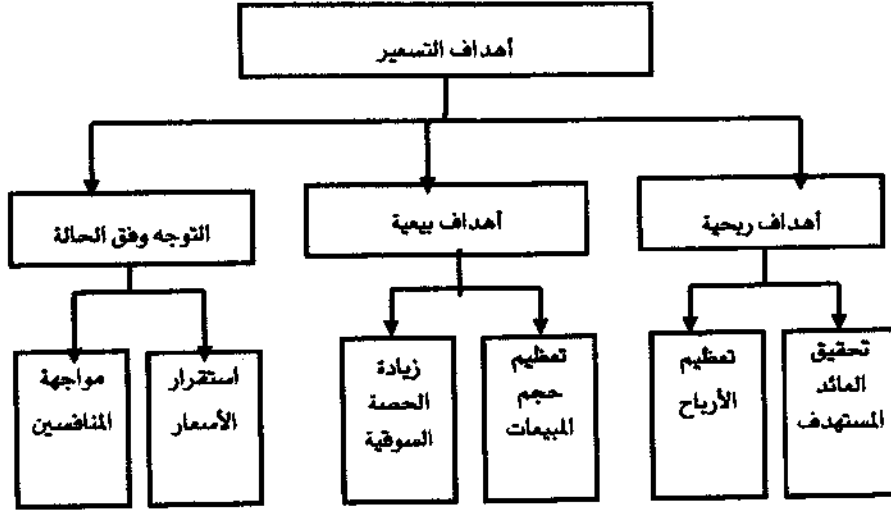 أهداف التسعير
أهداف ربحية
أهداف بيعية
التوجه وفق الحالة
تحقيق
العائد
المستهدف
تعظيم
الأرباح
تعظيم
حجم
المبيعات
زيادة
الحصة
السوقية
استقرار
الأسعار
مواجهة
المنافسين